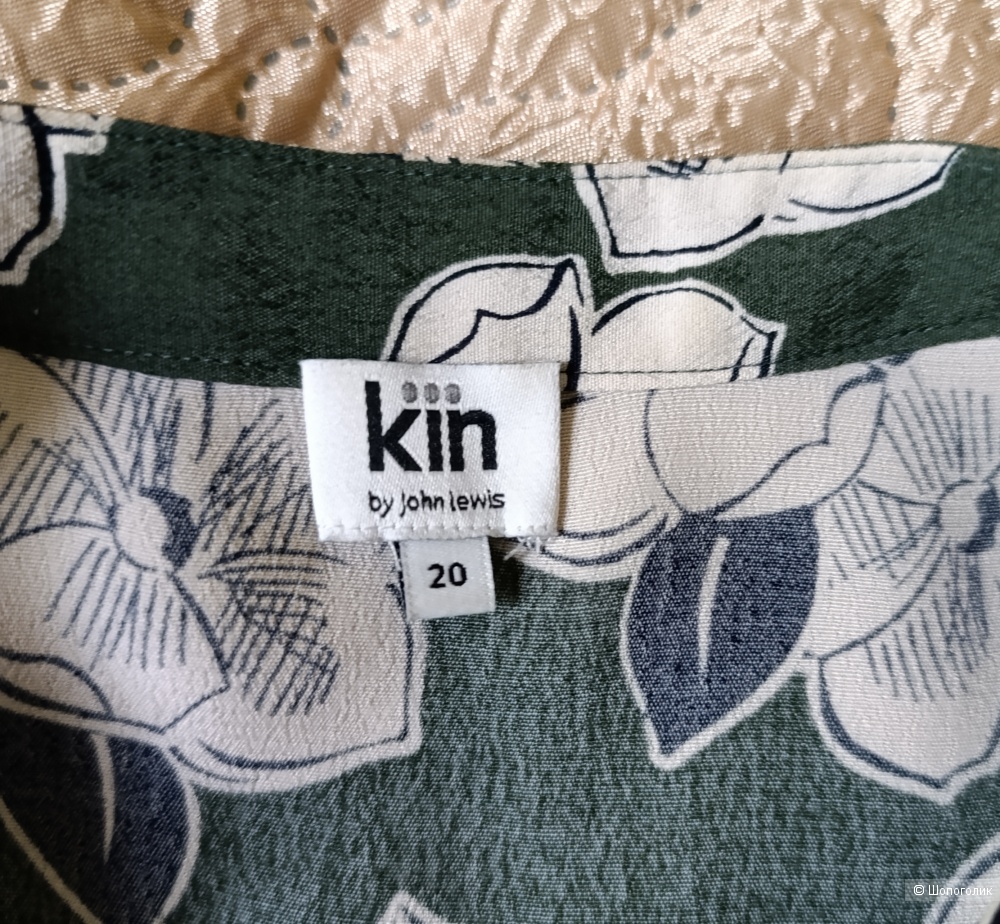 kin
by John lewis
20
© Шопоголик